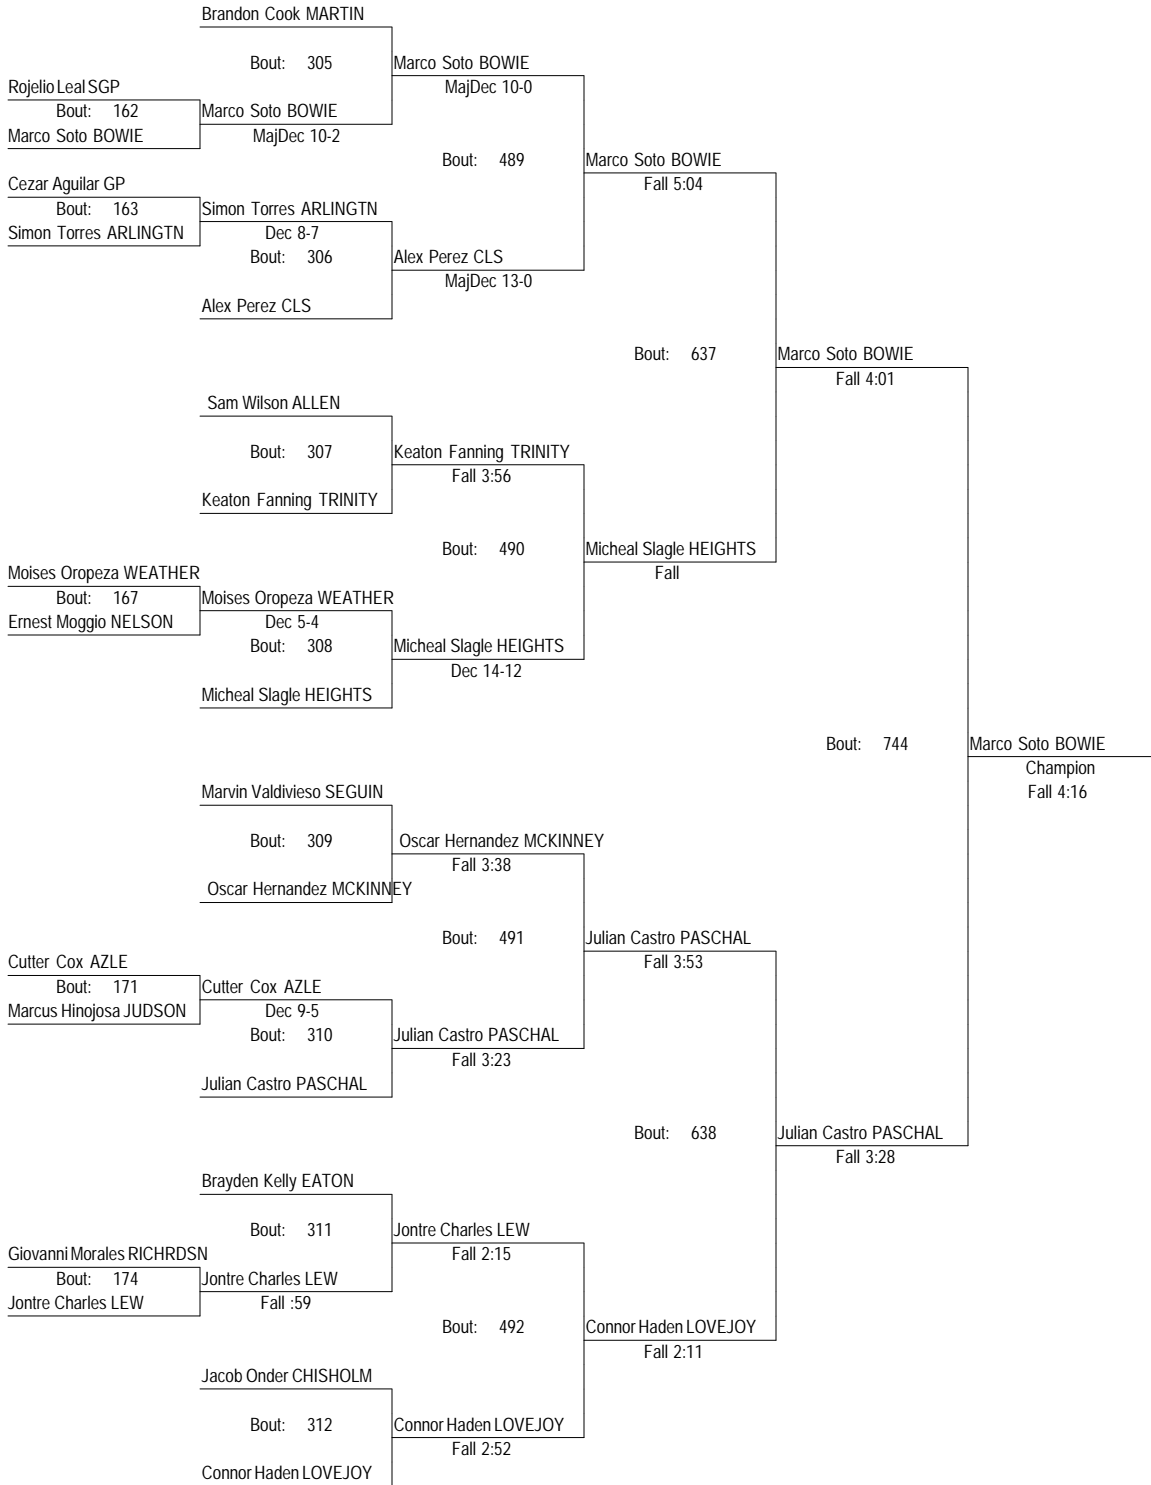 Brandon Cook MARTIN
Bout: 305
Marco Soto BOWIE
MajDec 10-0
Rojelio Leal SGP
Bout: 162
Marco Soto BOWIE
Marco Soto BOWIE
MajDec 10-2
Bout: 489
Marco Soto BOWIE
Fall 5:04
Cezar Aguilar GP
Bout: 163
Simon Torres ARLINGTN
Simon Torres ARLINGTN
Dec 8-7
Bout: 306
Alex Perez CLS
MajDec 13-0
Alex Perez CLS
Bout: 637
Marco Soto BOWIE
Fall 4:01
Sam Wilson ALLEN
Bout: 307
Keaton Fanning TRINITY
Fall 3:56
Keaton Fanning TRINITY
Bout: 490
Micheal Slagle HEIGHTS
Fall
Moises Oropeza WEATHER
Bout: 167
Moises Oropeza WEATHER
Ernest Moggio NELSON
Dec 5-4
Bout: 308
Micheal Slagle HEIGHTS
Dec 14-12
Micheal Slagle HEIGHTS
Bout: 744
Marco Soto BOWIE
Champion
Fall 4:16
Marvin Valdivieso SEGUIN
Bout: 309
Oscar Hernandez MCKINNEY
Fall 3:38
Oscar Hernandez MCKINNEY
Bout: 491
Julian Castro PASCHAL
Fall 3:53
Cutter Cox AZLE
Bout: 171
Cutter Cox AZLE
Marcus Hinojosa JUDSON
Dec 9-5
Bout: 310
Julian Castro PASCHAL
Fall 3:23
Julian Castro PASCHAL
Bout: 638
Julian Castro PASCHAL
Fall 3:28
Brayden Kelly EATON
Bout: 311
Jontre Charles LEW
Fall 2:15
Giovanni Morales RICHRDSN
Bout: 174
Jontre Charles LEW
Jontre Charles LEW
Fall :59
Bout: 492
Connor Haden LOVEJOY
Fall 2:11
Jacob Onder CHISHOLM
Bout: 312
Connor Haden LOVEJOY
Fall 2:52
Connor Haden LOVEJOY